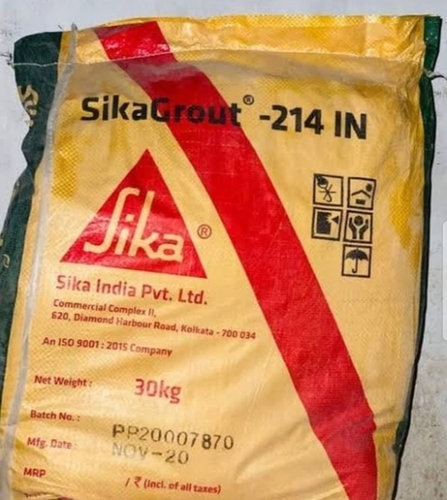 SikaGrout® -214 IN
Sika®
Sika India Pvt. Ltd.
Commercial Complex II,
620, Diamond Harbour Road, Kolkata - 700 034
An ISO 9001 : 2015 Company
Net Weight : 30kg
Batch No. : PP20007870
Mfg. Date : NOV-20
MRP / ₹ (Incl. of all taxes)